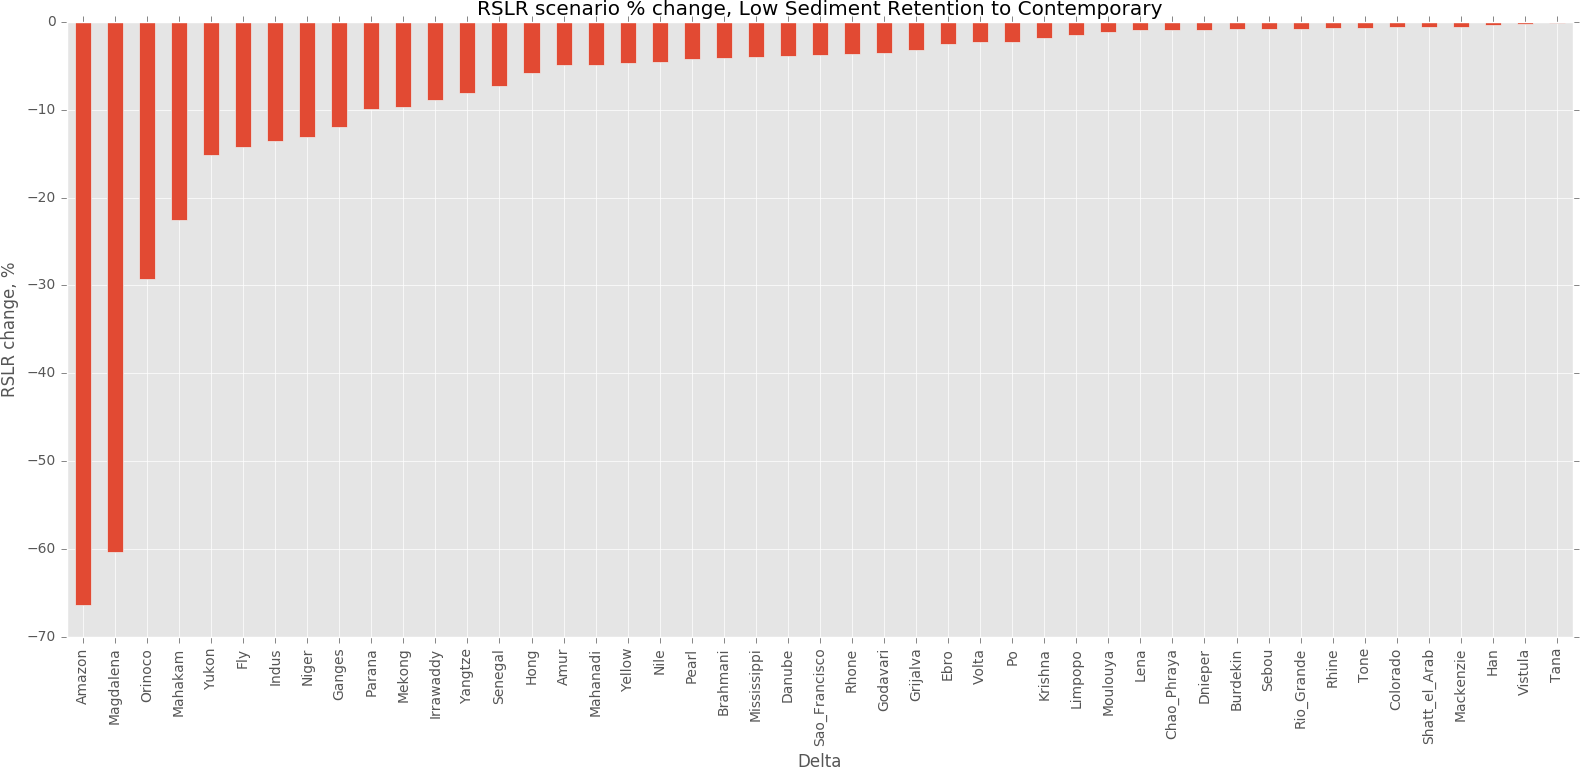 RSLR scenario % change, Low Sediment Retention to Contemporary
0
−10
−20
−30
−40
−50
−60
−70
RSLR change, %
Amazon
Magdalena
Orinoco
Mahakam
Yukon
Fly
Indus
Niger
Ganges
Parana
Mekong
Irrawaddy
Yangtze
Senegal
Hong
Amur
Mahanadi
Yellow
Nile
Pearl
Brahmani
Mississippi
Danube
Sao_Francisco
Rhone
Godavari
Grijalva
Ebro
Volta
Po
Krishna
Limpopo
Moulouya
Lena
Chao_Phraya
Dnieper
Burdekin
Sebou
Rio_Grande
Rhine
Tone
Colorado
Shatt_el_Arab
Mackenzie
Han
Vistula
Tana
Delta